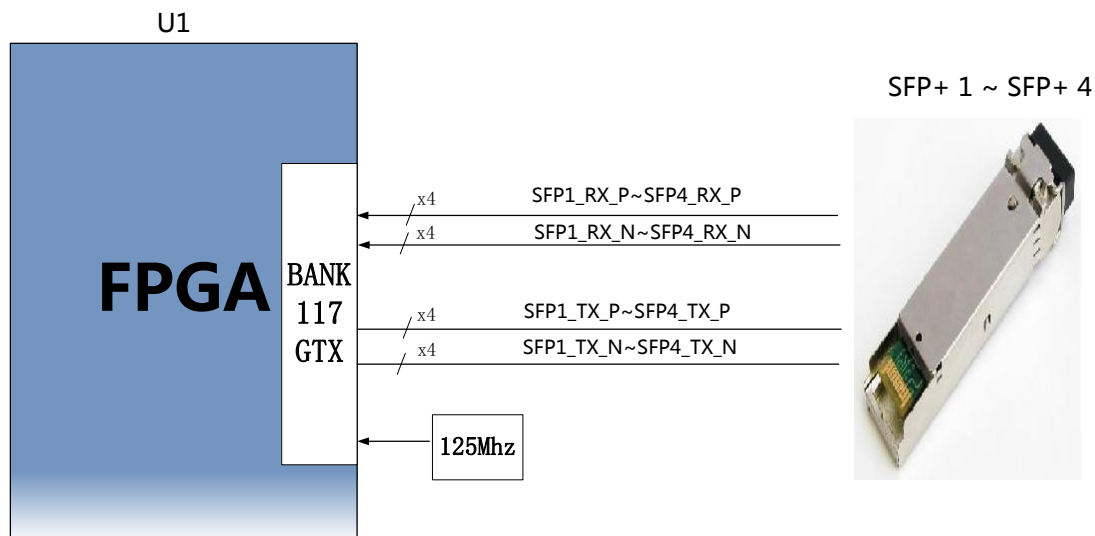 U1
SFP+ 1 ~ SFP+ 4
x4
SFP1_RX_P~SFP4_RX_P
x4
SFP1_RX_N~SFP4_RX_N
FPGA
BANK
117
GTX
x4
SFP1_TX_P~SFP4_TX_P
x4
SFP1_TX_N~SFP4_TX_N
125Mhz